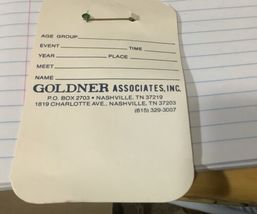 AGE GROUP
EVENT TIME
YEAR PLACE
MEET
NAME
GOLDNER ASSOCIATES, INC.
P.O. BOX 2703 • NASHVILLE, TN 37219
1819 CHARLOTTE AVE., NASHVILLE, TN 37203
(615) 329-3007